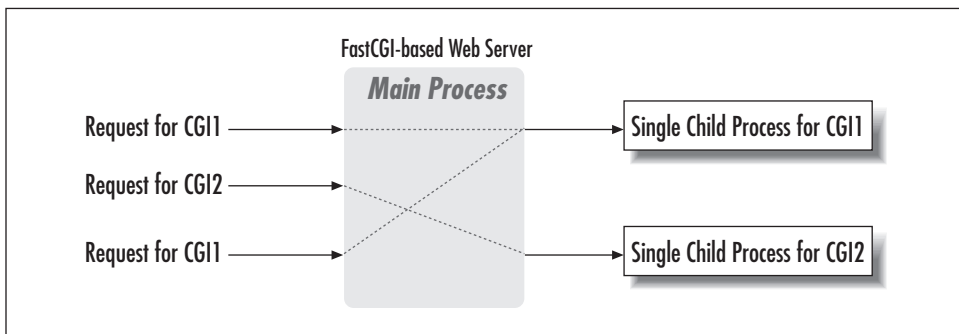 FastCGI-based Web Server
Main Process
Request for CGI1
Single Child Process for CGI1
Request for CGI2
Request for CGI1
Single Child Process for CGI2